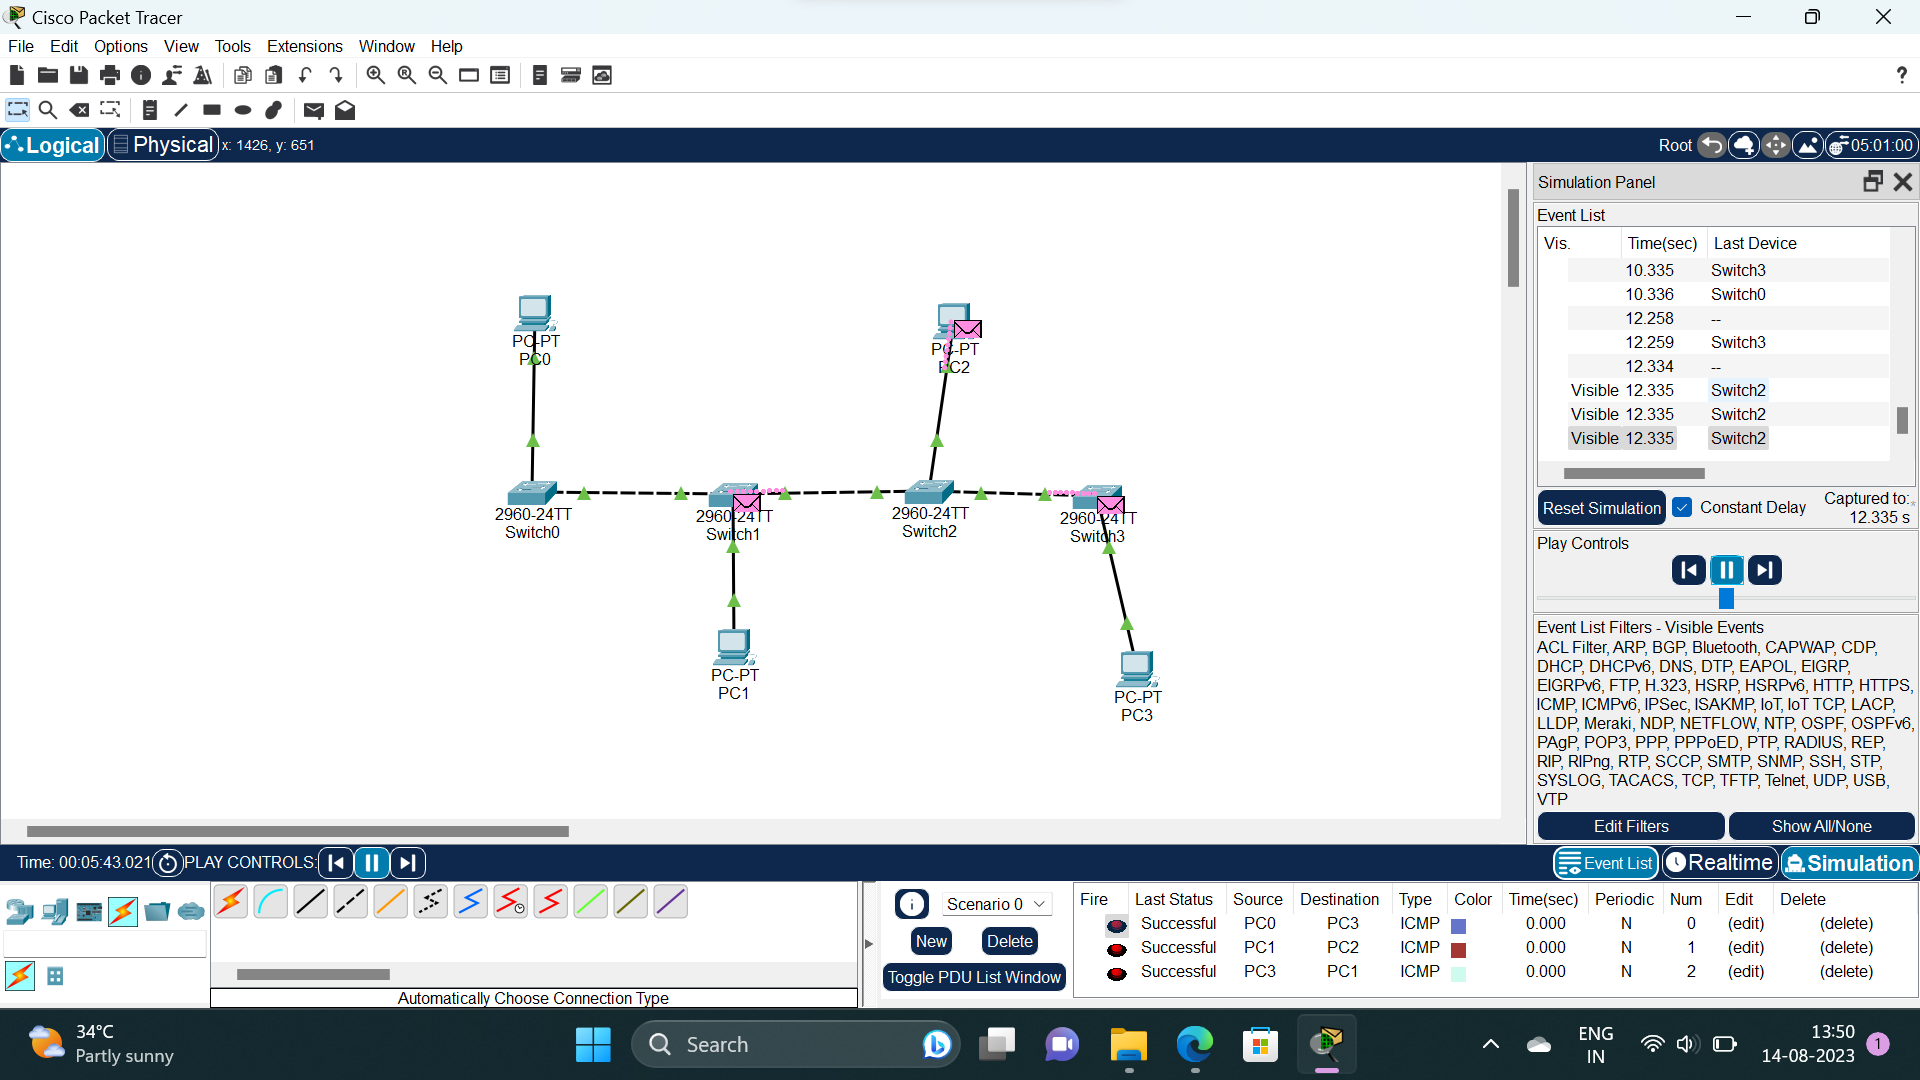 Cisco Packet Tracer
File Edit Options View Tools Extensions Window Help
?
Logical Physical x: 1426, y: 651 Root 05:01:00
Simulation Panel
Event List
Vis. Time(sec) Last Device
10.335 Switch3
10.336 Switch0
12.258 --
12.259 Switch3
12.334 --
Visible 12.335 Switch2
Visible 12.335 Switch2
Visible 12.335 Switch2
Reset Simulation Constant Delay Captured to:
12.335 s
Play Controls
Event List Filters - Visible Events
ACL Filter, ARP, BGP, Bluetooth, CAPWAP, CDP,
DHCP, DHCPv6, DNS, DTP, EAPOL, EIGRP,
EIGRPv6, FTP, H.323, HSRP, HSRPv6, HTTP, HTTPS,
ICMP, ICMPv6, IPSec, ISAKMP, IoT, IoT TCP, LACP,
LLDP, Meraki, NDP, NETFLOW, NTP, OSPF, OSPFv6,
PAgP, POP3, PPP, PPPoED, PTP, RADIUS, REP,
RIP, RIPng, RTP, SCCP, SMTP, SNMP, SSH, STP,
SYSLOG, TACACS, TCP, TFTP, Telnet, UDP, USB,
VTP
Edit Filters Show All/None
PC-PT
PC0
PC-PT
PC2
2960-24TT
Switch0
2960-24TT
Switch1
2960-24TT
Switch2
2960-24TT
Switch3
PC-PT
PC1
PC-PT
PC3
Time: 00:05:43.021 PLAY CONTROLS: Event List Realtime Simulation
Automatically Choose Connection Type
Scenario 0
New Delete
Toggle PDU List Window
Fire Last Status Source Destination Type Color Time(sec) Periodic Num Edit Delete
Successful PC0 PC3 ICMP 0.000 N 0 (edit) (delete)
Successful PC1 PC2 ICMP 0.000 N 1 (edit) (delete)
Successful PC3 PC1 ICMP 0.000 N 2 (edit) (delete)
34°C
Partly sunny
Search
ENG
IN
13:50
14-08-2023
1